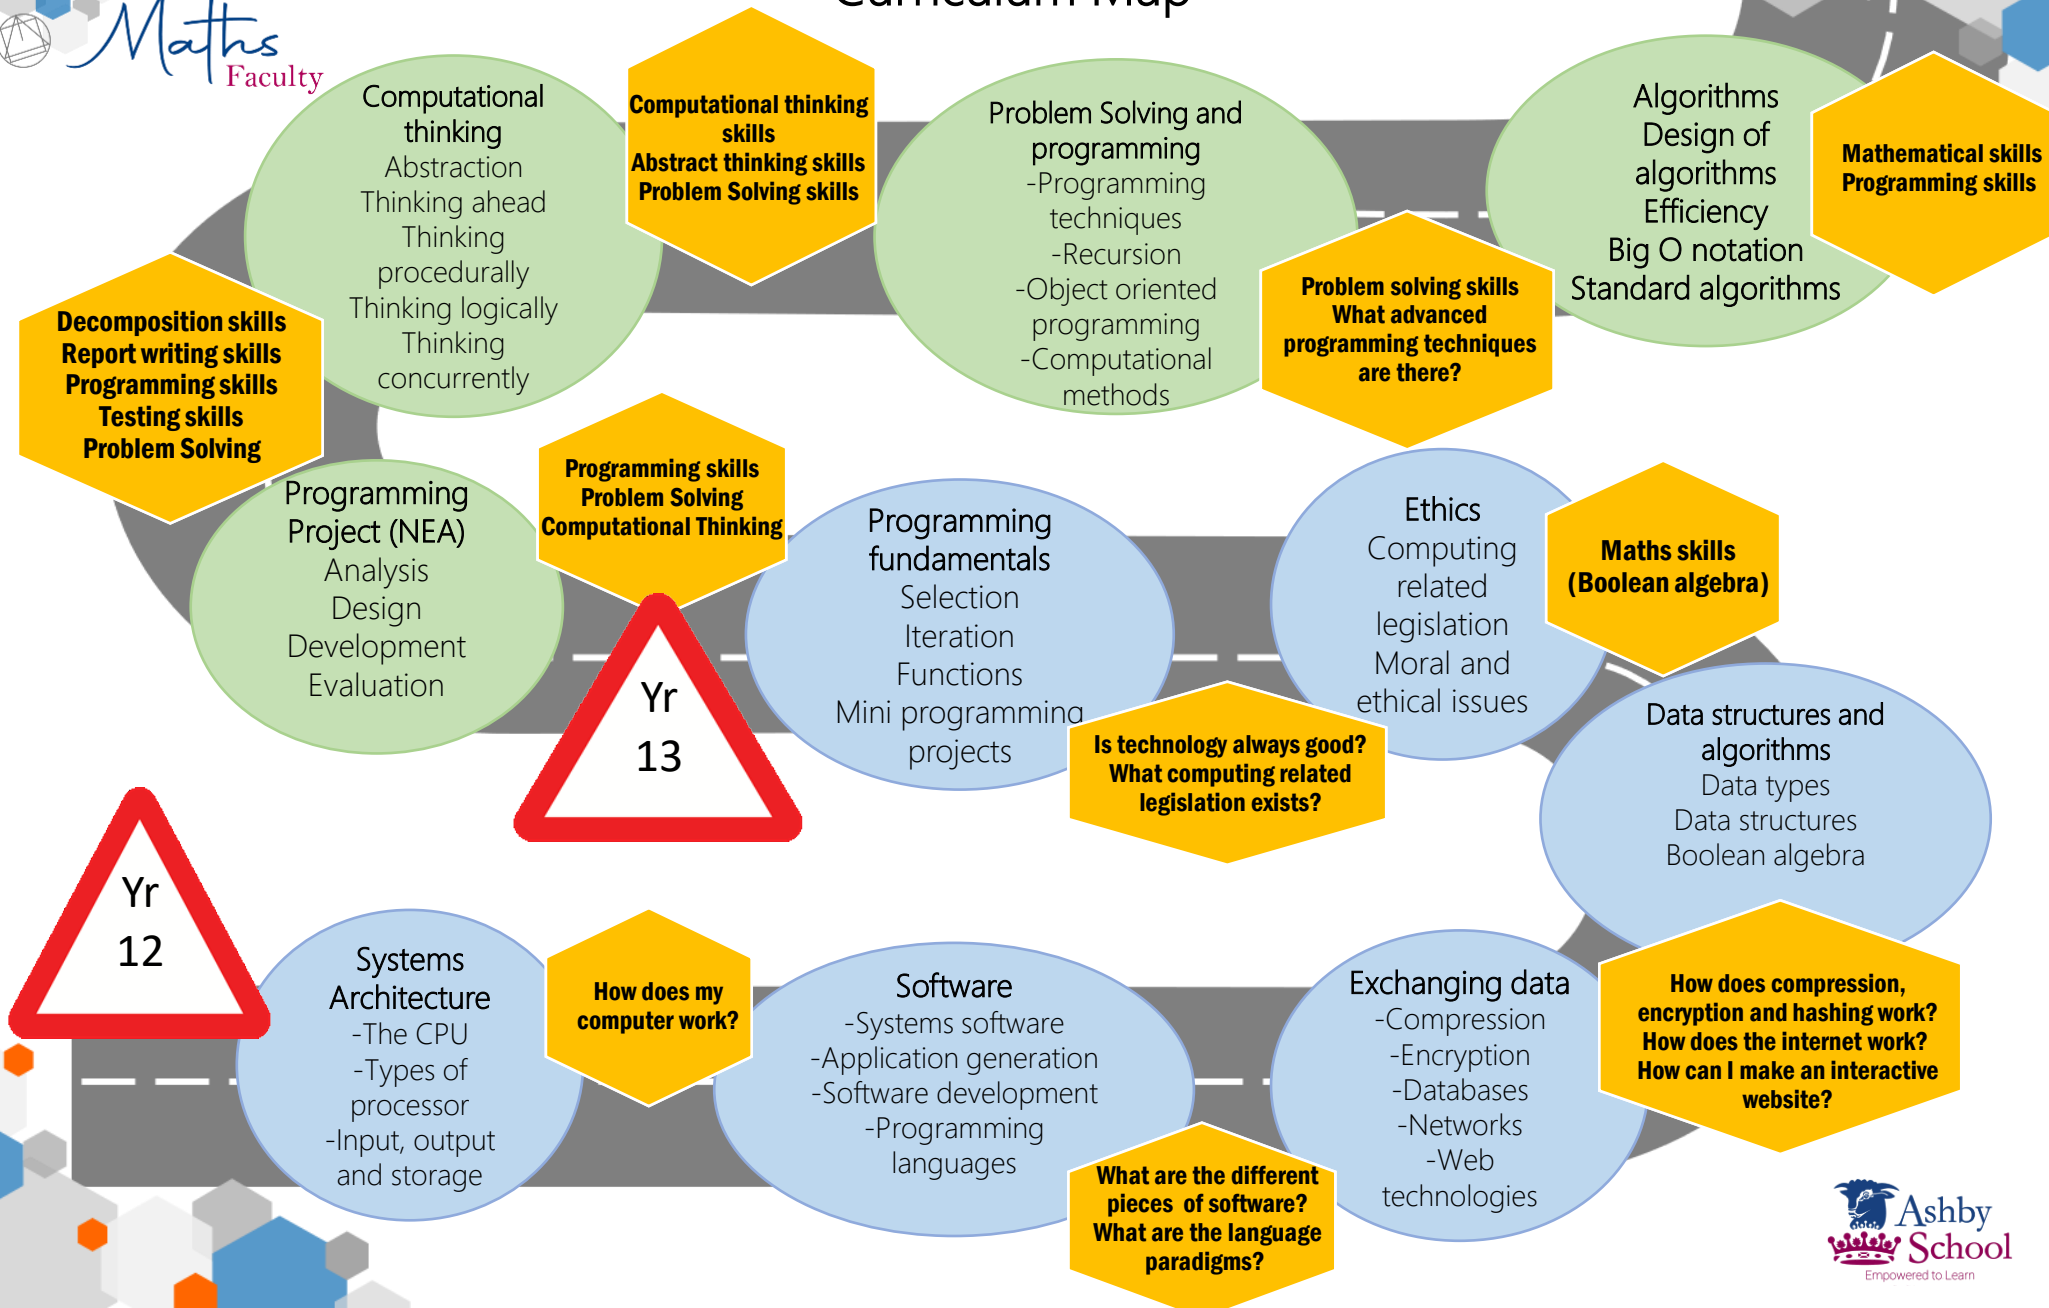 Curriculum Map
Maths
Faculty
Computational
thinking
Abstraction
Thinking ahead
Thinking
procedurally
Thinking logically
Thinking
concurrently
Computational thinking
skills
Abstract thinking skills
Problem Solving skills
Problem Solving and
programming
-Programming
techniques
-Recursion
-Object oriented
programming
-Computational
methods
Problem solving skills
What advanced
programming techniques
are there?
Algorithms
Design of
algorithms
Efficiency
Big O notation
Standard algorithms
Mathematical skills
Programming skills
Decomposition skills
Report writing skills
Programming skills
Testing skills
Problem Solving
Programming
Project (NEA)
Analysis
Design
Development
Evaluation
Programming skills
Problem Solving
Computational Thinking
Yr
13
Programming
fundamentals
Selection
Iteration
Functions
Mini programming
projects
Is technology always good?
What computing related
legislation exists?
Ethics
Computing
related
legislation
Moral and
ethical issues
Maths skills
(Boolean algebra)
Data structures and
algorithms
Data types
Data structures
Boolean algebra
Yr
12
Systems
Architecture
-The CPU
-Types of
processor
-Input, output
and storage
How does my
computer work?
Software
-Systems software
-Application generation
-Software development
-Programming
languages
What are the different
pieces of software?
What are the language
paradigms?
Exchanging data
-Compression
-Encryption
-Databases
-Networks
-Web
technologies
How does compression,
encryption and hashing work?
How does the internet work?
How can I make an interactive
website?
Ashby
School
Empowered to Learn